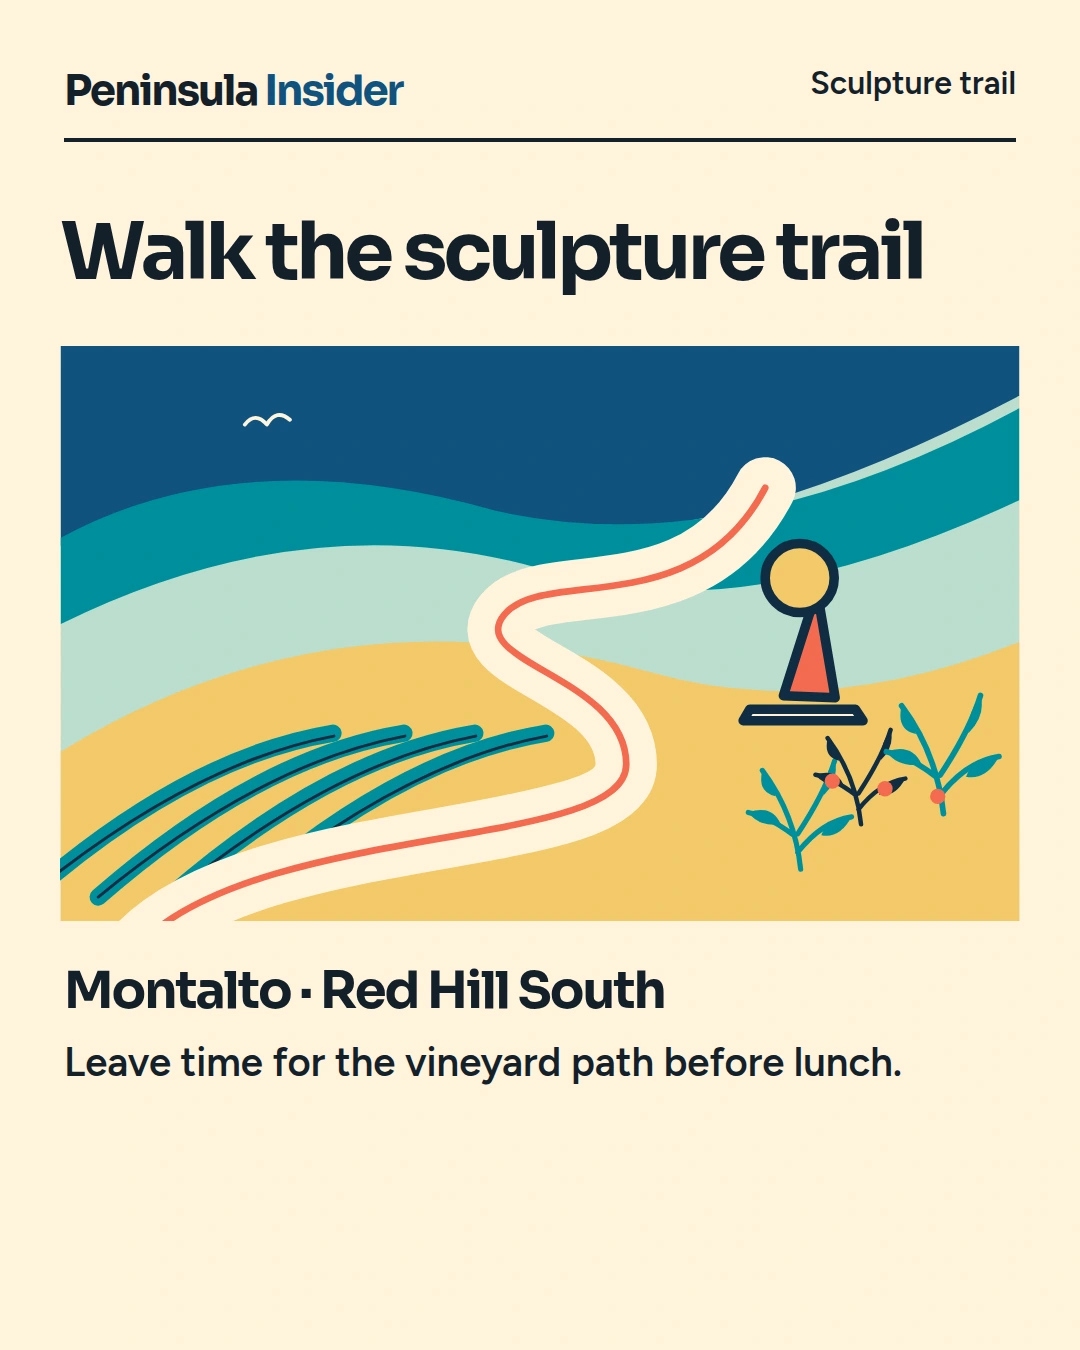 Peninsula Insider
Sculpture trail
Walk the sculpture trail
Montalto · Red Hill South
Leave time for the vineyard path before lunch.